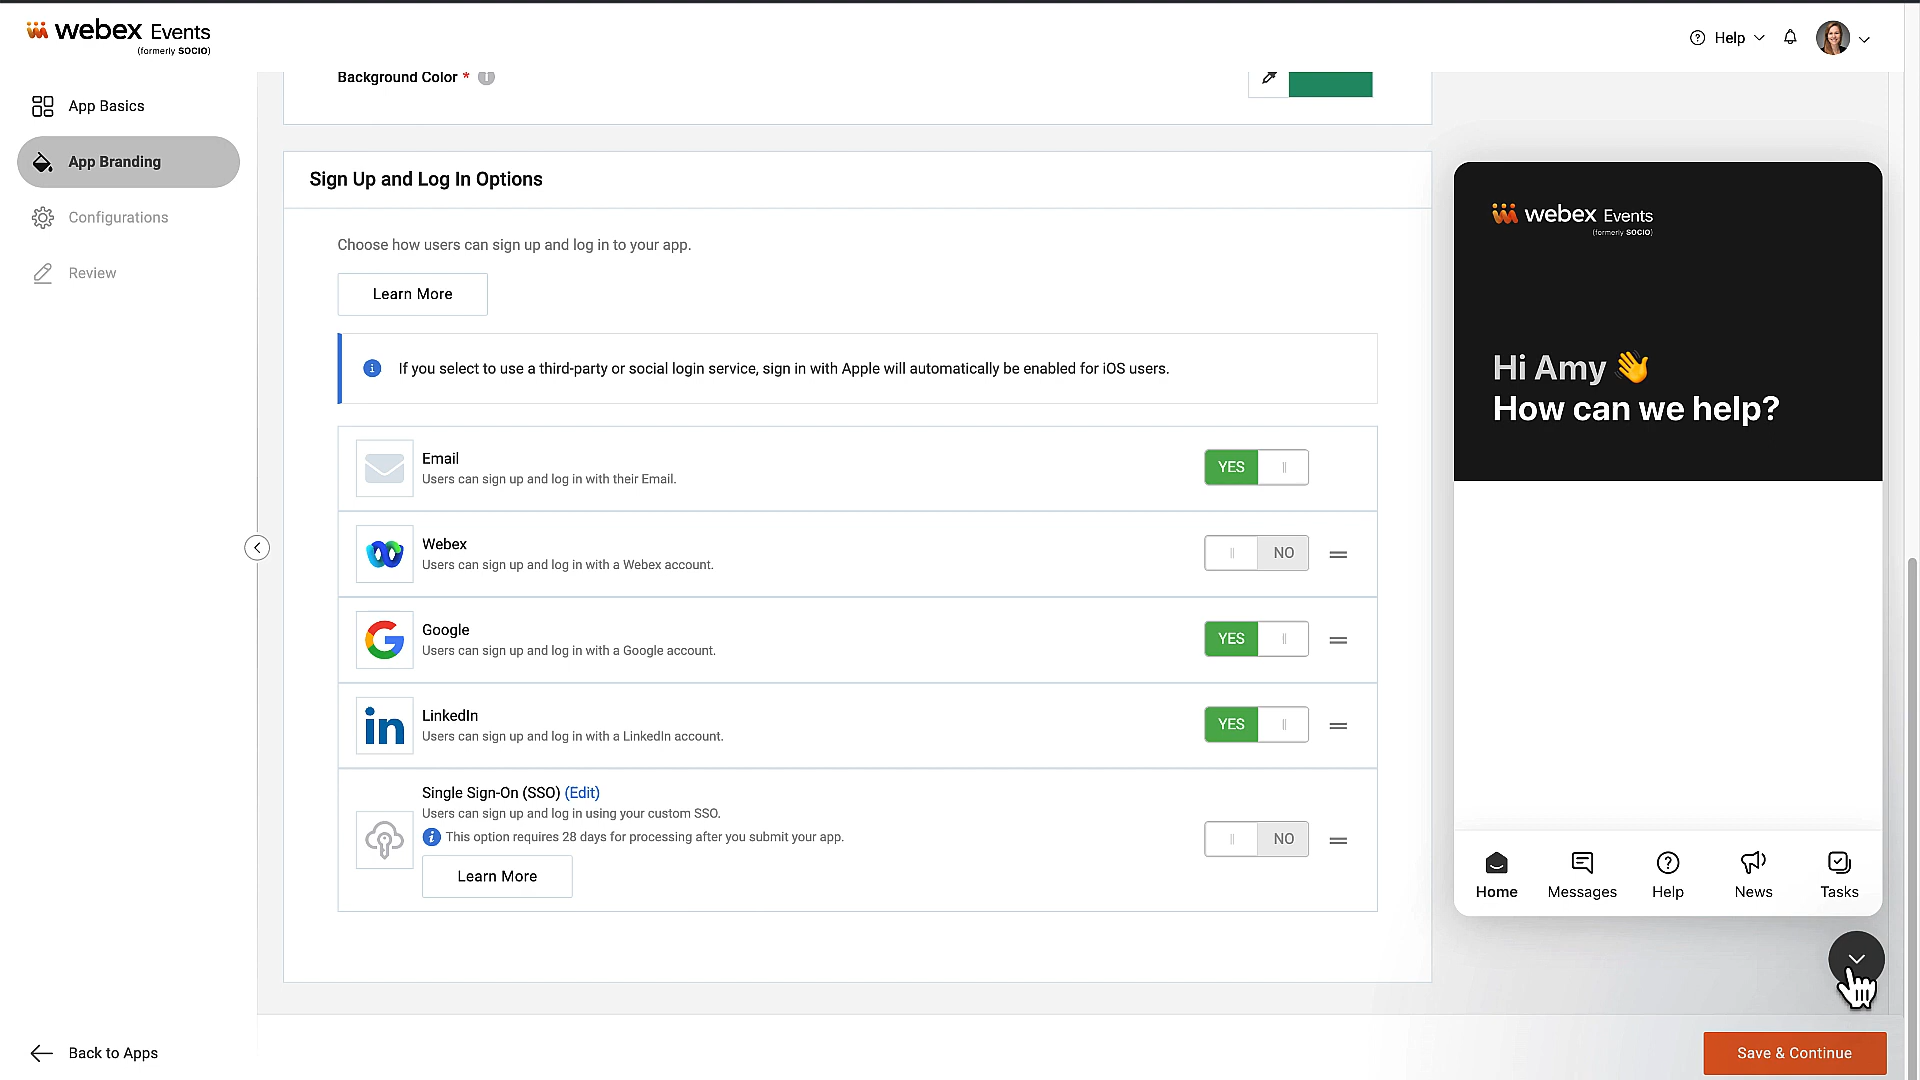 webex Events
(formerly SOCIO)
Help
App Basics
App Branding
Configurations
Review
Back to Apps
Background Color *
Sign Up and Log In Options
Choose how users can sign up and log in to your app.
Learn More
If you select to use a third-party or social login service, sign in with Apple will automatically be enabled for iOS users.
Email
Users can sign up and log in with their Email.
YES
Webex
Users can sign up and log in with a Webex account.
NO
Google
Users can sign up and log in with a Google account.
YES
LinkedIn
Users can sign up and log in with a LinkedIn account.
YES
Single Sign-On (SSO) (Edit)
Users can sign up and log in using your custom SSO.
This option requires 28 days for processing after you submit your app.
NO
Learn More
webex Events
(formerly SOCIO)
Hi Amy 👋
How can we help?
Home
Messages
Help
News
Tasks
Save & Continue